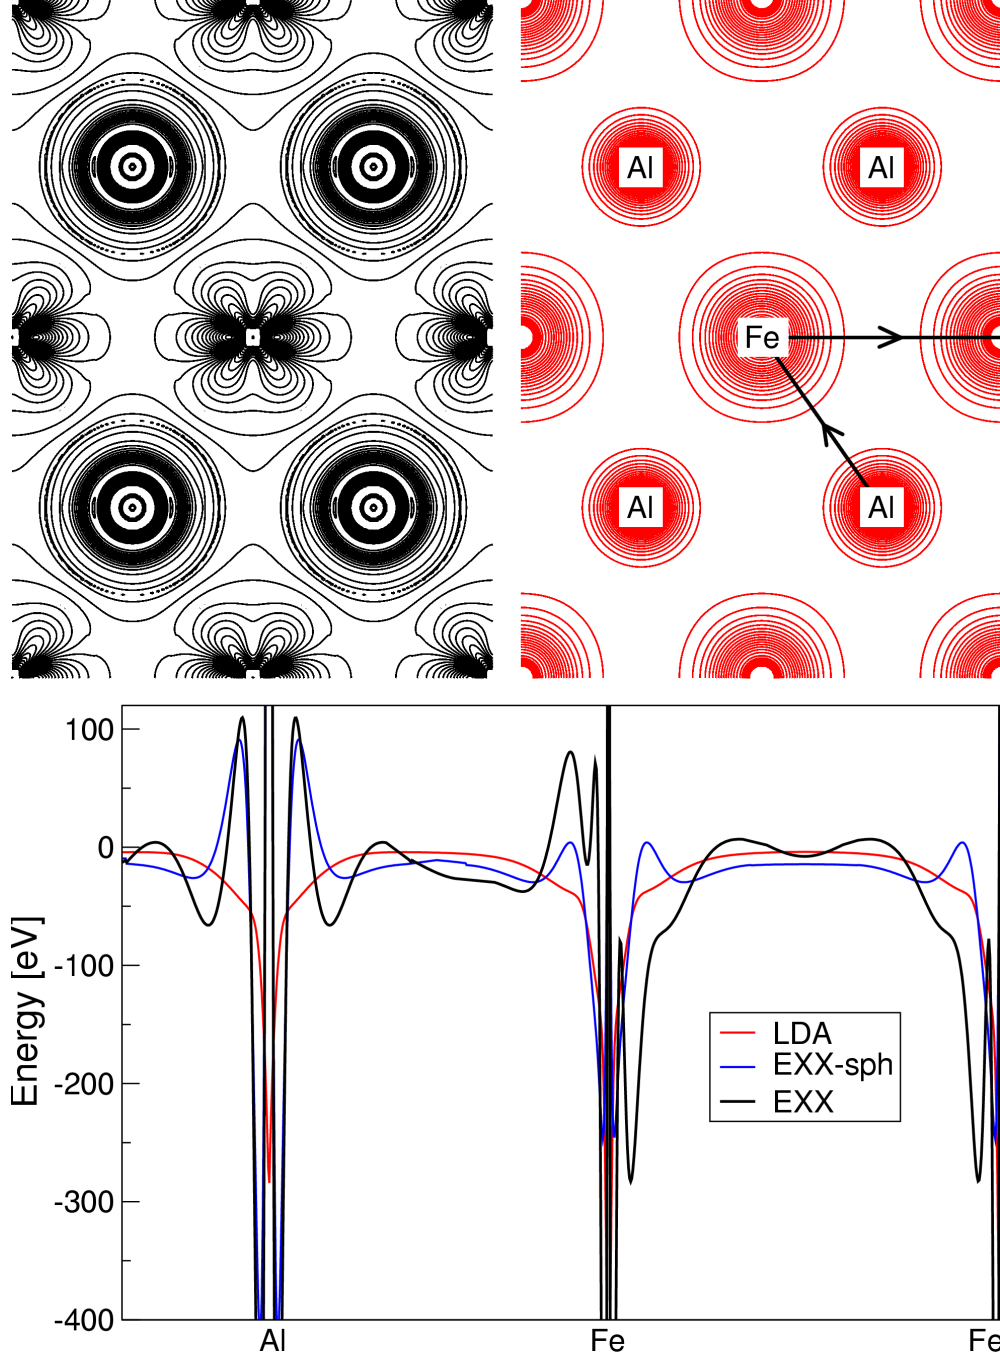 Al Al
Fe
Al Al
100
0
-100
-200
-300
-400
Energy [eV]
LDA
EXX-sph
EXX
Al Fe Fe